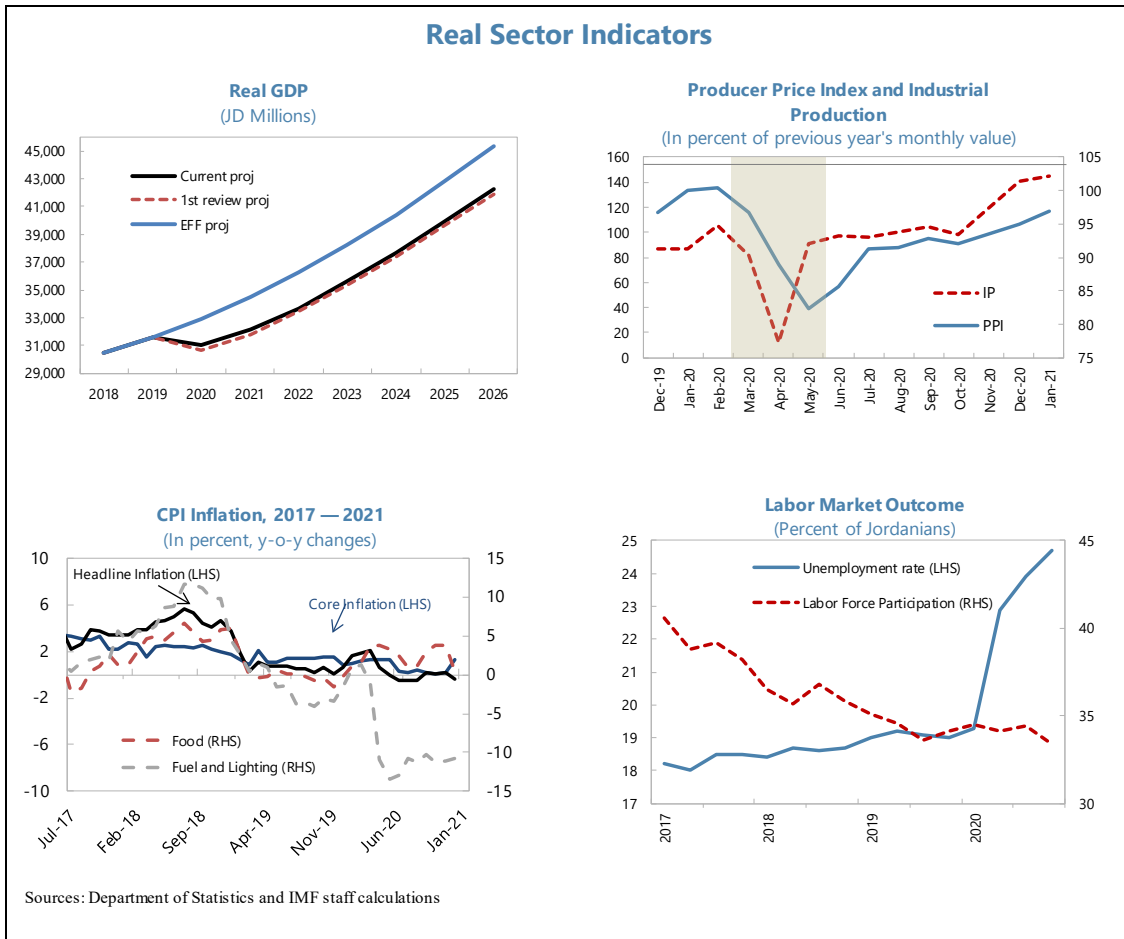 Real Sector Indicators
Real GDP
(JD Millions)
45,000
43,000
41,000
39,000
37,000
35,000
33,000
31,000
29,000
Current proj
1st review proj
EFF proj
2018 2019 2020 2021 2022 2023 2024 2025 2026
Producer Price Index and Industrial
Production
(In percent of previous year's monthly value)
160
140
120
100
80
60
40
20
0
105
100
95
90
85
80
75
IP
PPI
Dec-19
Jan-20
Feb-20
Mar-20
Apr-20
May-20
Jun-20
Jul-20
Aug-20
Sep-20
Oct-20
Nov-20
Dec-20
Jan-21
CPI Inflation, 2017 — 2021
(In percent, y-o-y changes)
10
6
2
-2
-6
-10
15
10
5
0
-5
-10
-15
Headline Inflation (LHS)
Core Inflation (LHS)
Food (RHS)
Fuel and Lighting (RHS)
Jul-17
Feb-18
Sep-18
Apr-19
Nov-19
Jun-20
Jan-21
Labor Market Outcome
(Percent of Jordanians)
25
24
23
22
21
20
19
18
17
45
40
35
30
Unemployment rate (LHS)
Labor Force Participation (RHS)
2017
2018
2019
2020
Sources: Department of Statistics and IMF staff calculations